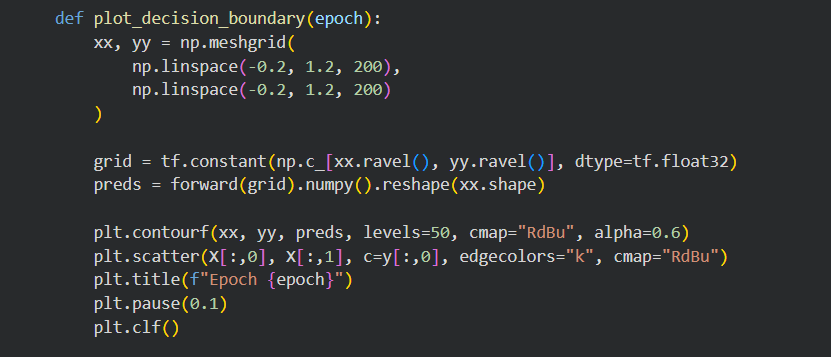 def plot_decision_boundary(epoch):
    xx, yy = np.meshgrid(
        np.linspace(-0.2, 1.2, 200),
        np.linspace(-0.2, 1.2, 200)
    )

    grid = tf.constant(np.c_[xx.ravel(), yy.ravel()], dtype=tf.float32)
    preds = forward(grid).numpy().reshape(xx.shape)

    plt.contourf(xx, yy, preds, levels=50, cmap="RdBu", alpha=0.6)
    plt.scatter(X[:,0], X[:,1], c=y[:,0], edgecolors="k", cmap="RdBu")
    plt.title(f"Epoch {epoch}")
    plt.pause(0.1)
    plt.clf()